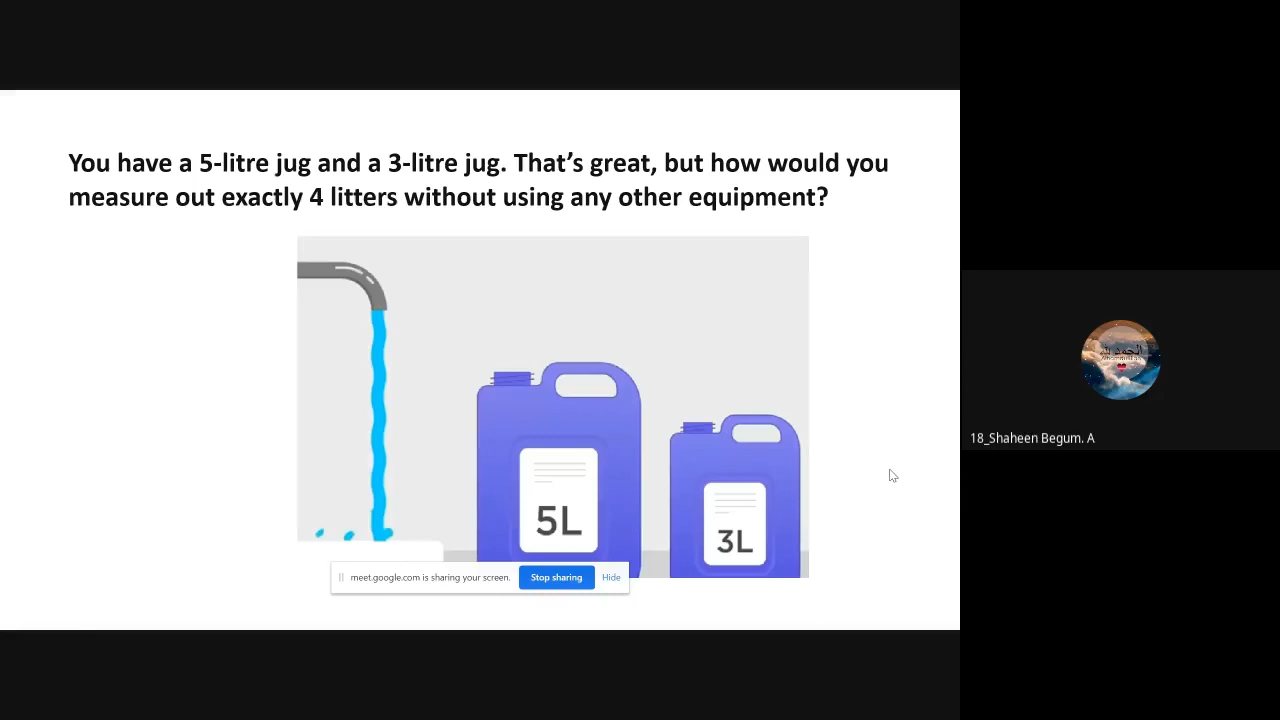 You have a 5-litre jug and a 3-litre jug. That’s great, but how would you
measure out exactly 4 litters without using any other equipment?
5L
3L
meet.google.com is sharing your screen.
Stop sharing
Hide
18_Shaheen Begum. A